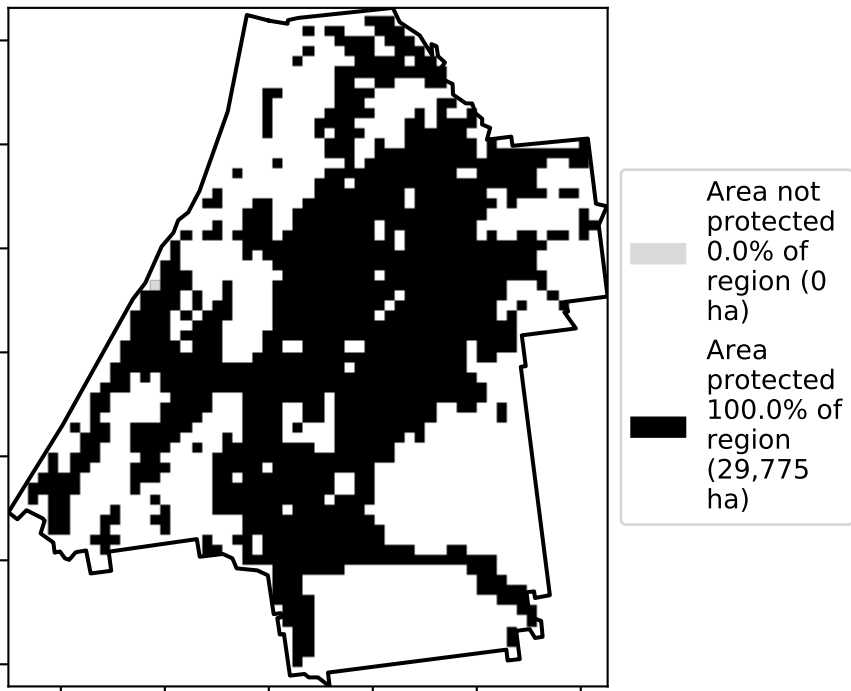 Area not
protected
0.0% of
region (0
ha)
Area
protected
100.0% of
region
(29,775
ha)